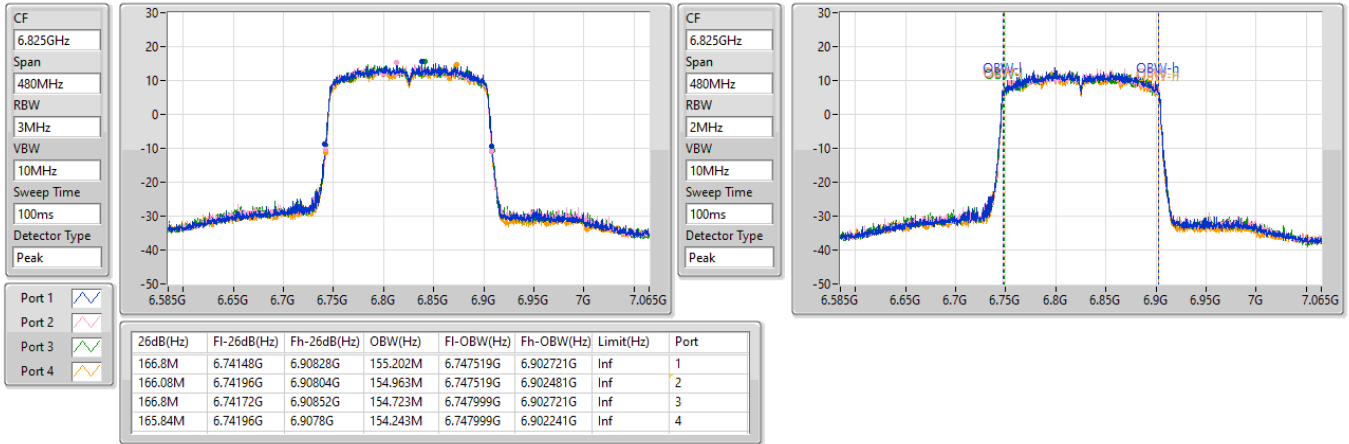 CF
6.825GHz
Span
480MHz
RBW
3MHz
VBW
10MHz
Sweep Time
100ms
Detector Type
Peak
30-
20-
10-
0-
-10-
-20-
-30-
-40-
-50-
6.585G 6.65G 6.7G 6.75G 6.8G 6.85G 6.9G 6.95G 7G 7.065G
CF
6.825GHz
Span
480MHz
RBW
2MHz
VBW
10MHz
Sweep Time
100ms
Detector Type
Peak
30-
20-
10-
0-
-10-
-20-
-30-
-40-
-50-
OBW-l OBW-h
6.585G 6.65G 6.7G 6.75G 6.8G 6.85G 6.9G 6.95G 7G 7.065G
Port 1
Port 2
Port 3
Port 4
26dB(Hz) Fl-26dB(Hz) Fh-26dB(Hz) OBW(Hz) Fl-OBW(Hz) Fh-OBW(Hz) Limit(Hz) Port
166.8M 6.74148G 6.90828G 155.202M 6.747519G 6.902721G Inf 1
166.08M 6.74196G 6.90804G 154.963M 6.747519G 6.902481G Inf 2
166.8M 6.74172G 6.90852G 154.723M 6.747999G 6.902721G Inf 3
165.84M 6.74196G 6.9078G 154.243M 6.747999G 6.902241G Inf 4